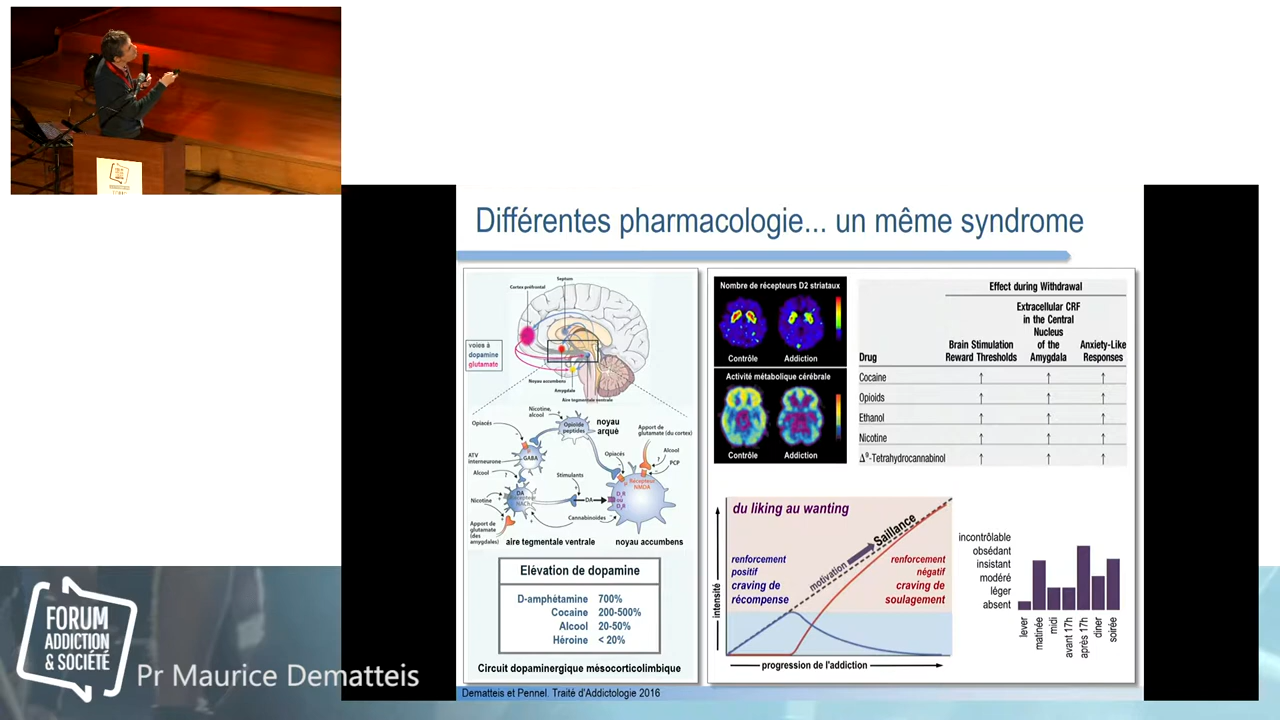 Différentes pharmacologie... un même syndrome
Septum
Cortex préfrontal
voies à
dopamine
glutamate
Noyau accumbens
Amygdale
Aire tegmentale ventrale
Nicotine,
alcool
Opioïde
peptides
noyau
arqué
Opiacés
Apport de
glutamate (du cortex)
ATV
interneurone
GABA
Opiacés
Alcool
PCP
Alcool
Stimulants
Récepteur
NMDA
DA
Nicotine
DA
D1R
ou
D2R
Cannabinoïdes
Apport de
glutamate
(des
amygdales)
aire tegmentale ventrale
noyau accumbens
Elévation de dopamine
D-amphétamine 700%
Cocaine 200-500%
Alcool 20-50%
Héroine < 20%
Circuit dopaminergique mésocorticolimbique
Nombre de récepteurs D2 striataux
Contrôle Addiction
Activité métabolique cérébrale
Contrôle Addiction
Effect during Withdrawal
Extracellular CRF
in the Central
Nucleus
of the
Amygdala
Brain Stimulation
Reward Thresholds
Anxiety-Like
Responses
Drug
Cocaine ↑ ↑ ↑
Opioids ↑ ↑ ↑
Ethanol ↑ ↑ ↑
Nicotine ↑ ↑ ↑
Δ9-Tetrahydrocannabinol ↑ ↑ ↑
du liking au wanting
Saillance
motivation
renforcement
positif
craving de
récompense
renforcement
négatif
craving de
soulagement
intensité
progression de l'addiction
incontrôlable
obsédant
insistant
modéré
léger
absent
lever
matinée
midi
avant 17h
après 17h
diner
soirée
Dematteis et Pennel. Traité d'Addictologie 2016
FORUM
ADDICTION
& SOCIÉTÉ
Pr Maurice Dematteis